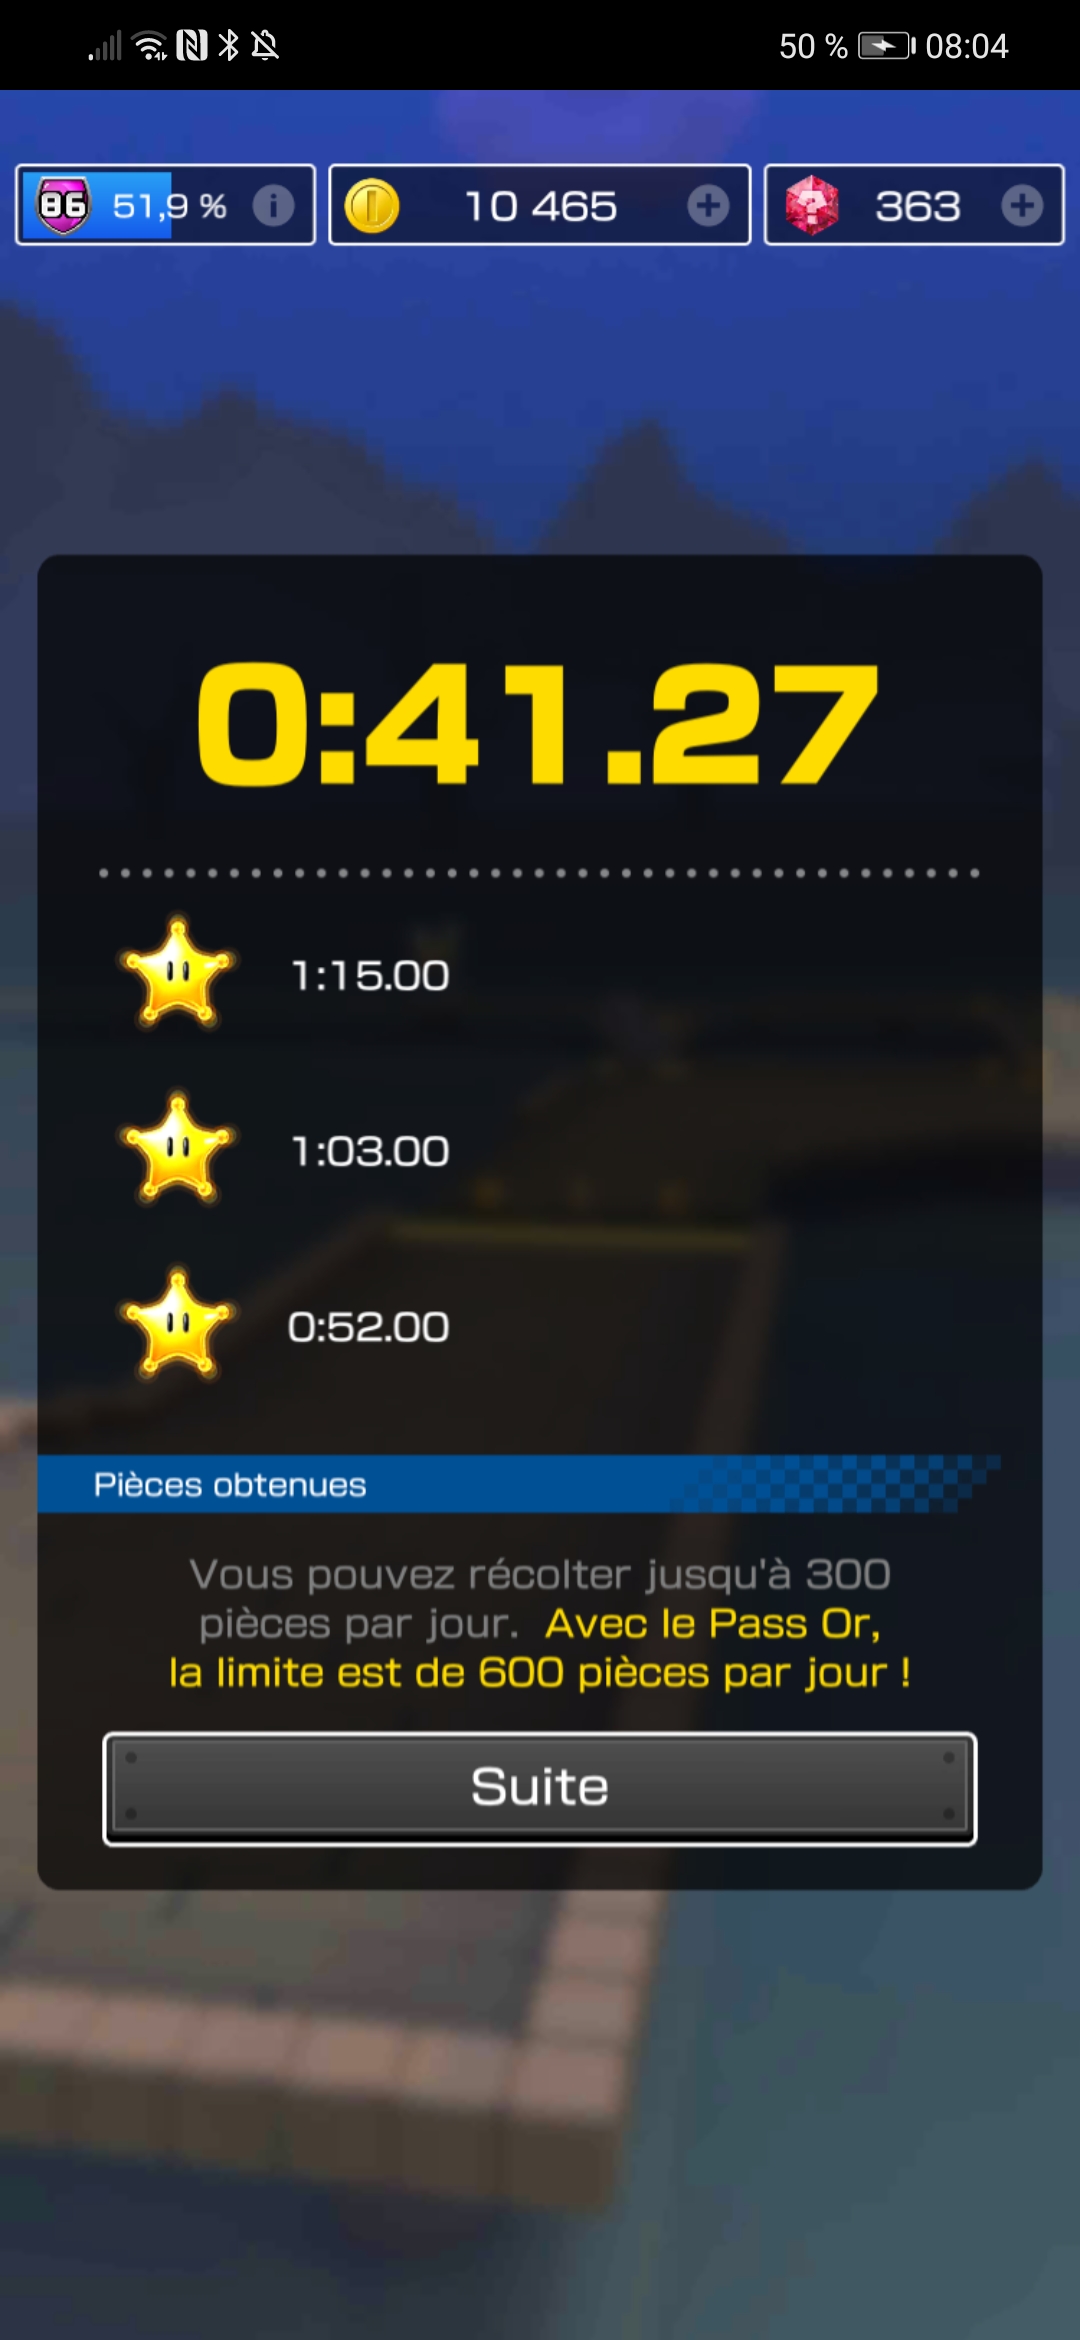 50 % 08:04
86 51,9 % 10 465 363
0:41.27
1:15.00
1:03.00
0:52.00
Pièces obtenues
Vous pouvez récolter jusqu'à 300
pièces par jour. Avec le Pass Or,
la limite est de 600 pièces par jour !
Suite